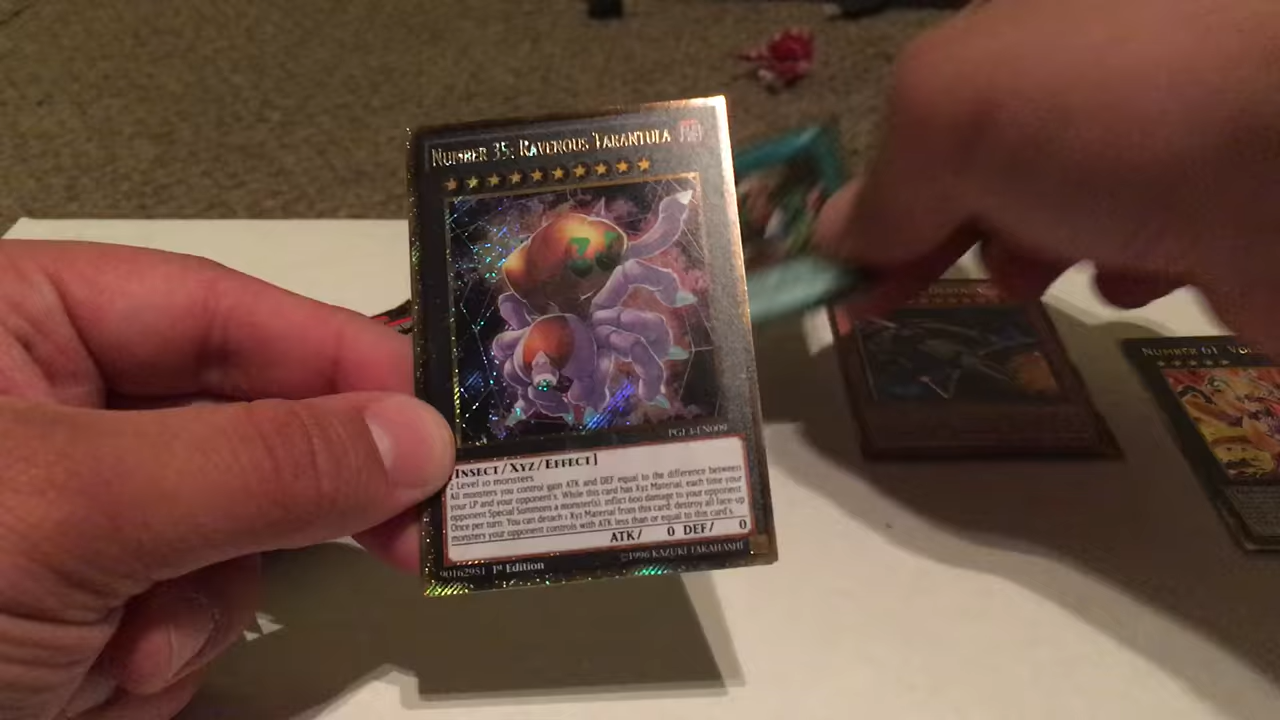 NUMBER 35: RAVENOUS TARANTULA
35
PGL3-EN009
[INSECT/XYZ/EFFECT]
2 Level 10 monsters
All monsters you control gain ATK and DEF equal to the difference between
your LP and your opponent's. While this card has Xyz Material, each time your
opponent Special Summons a monster(s), inflict 600 damage to your opponent.
Once per turn: You can detach 1 Xyz Material from this card; destroy all face-up
monsters your opponent controls with ATK less than or equal to this card's.
ATK/ 0 DEF/ 0
90162951 1st Edition
©1996 KAZUKI TAKAHASHI
NUMBER 61